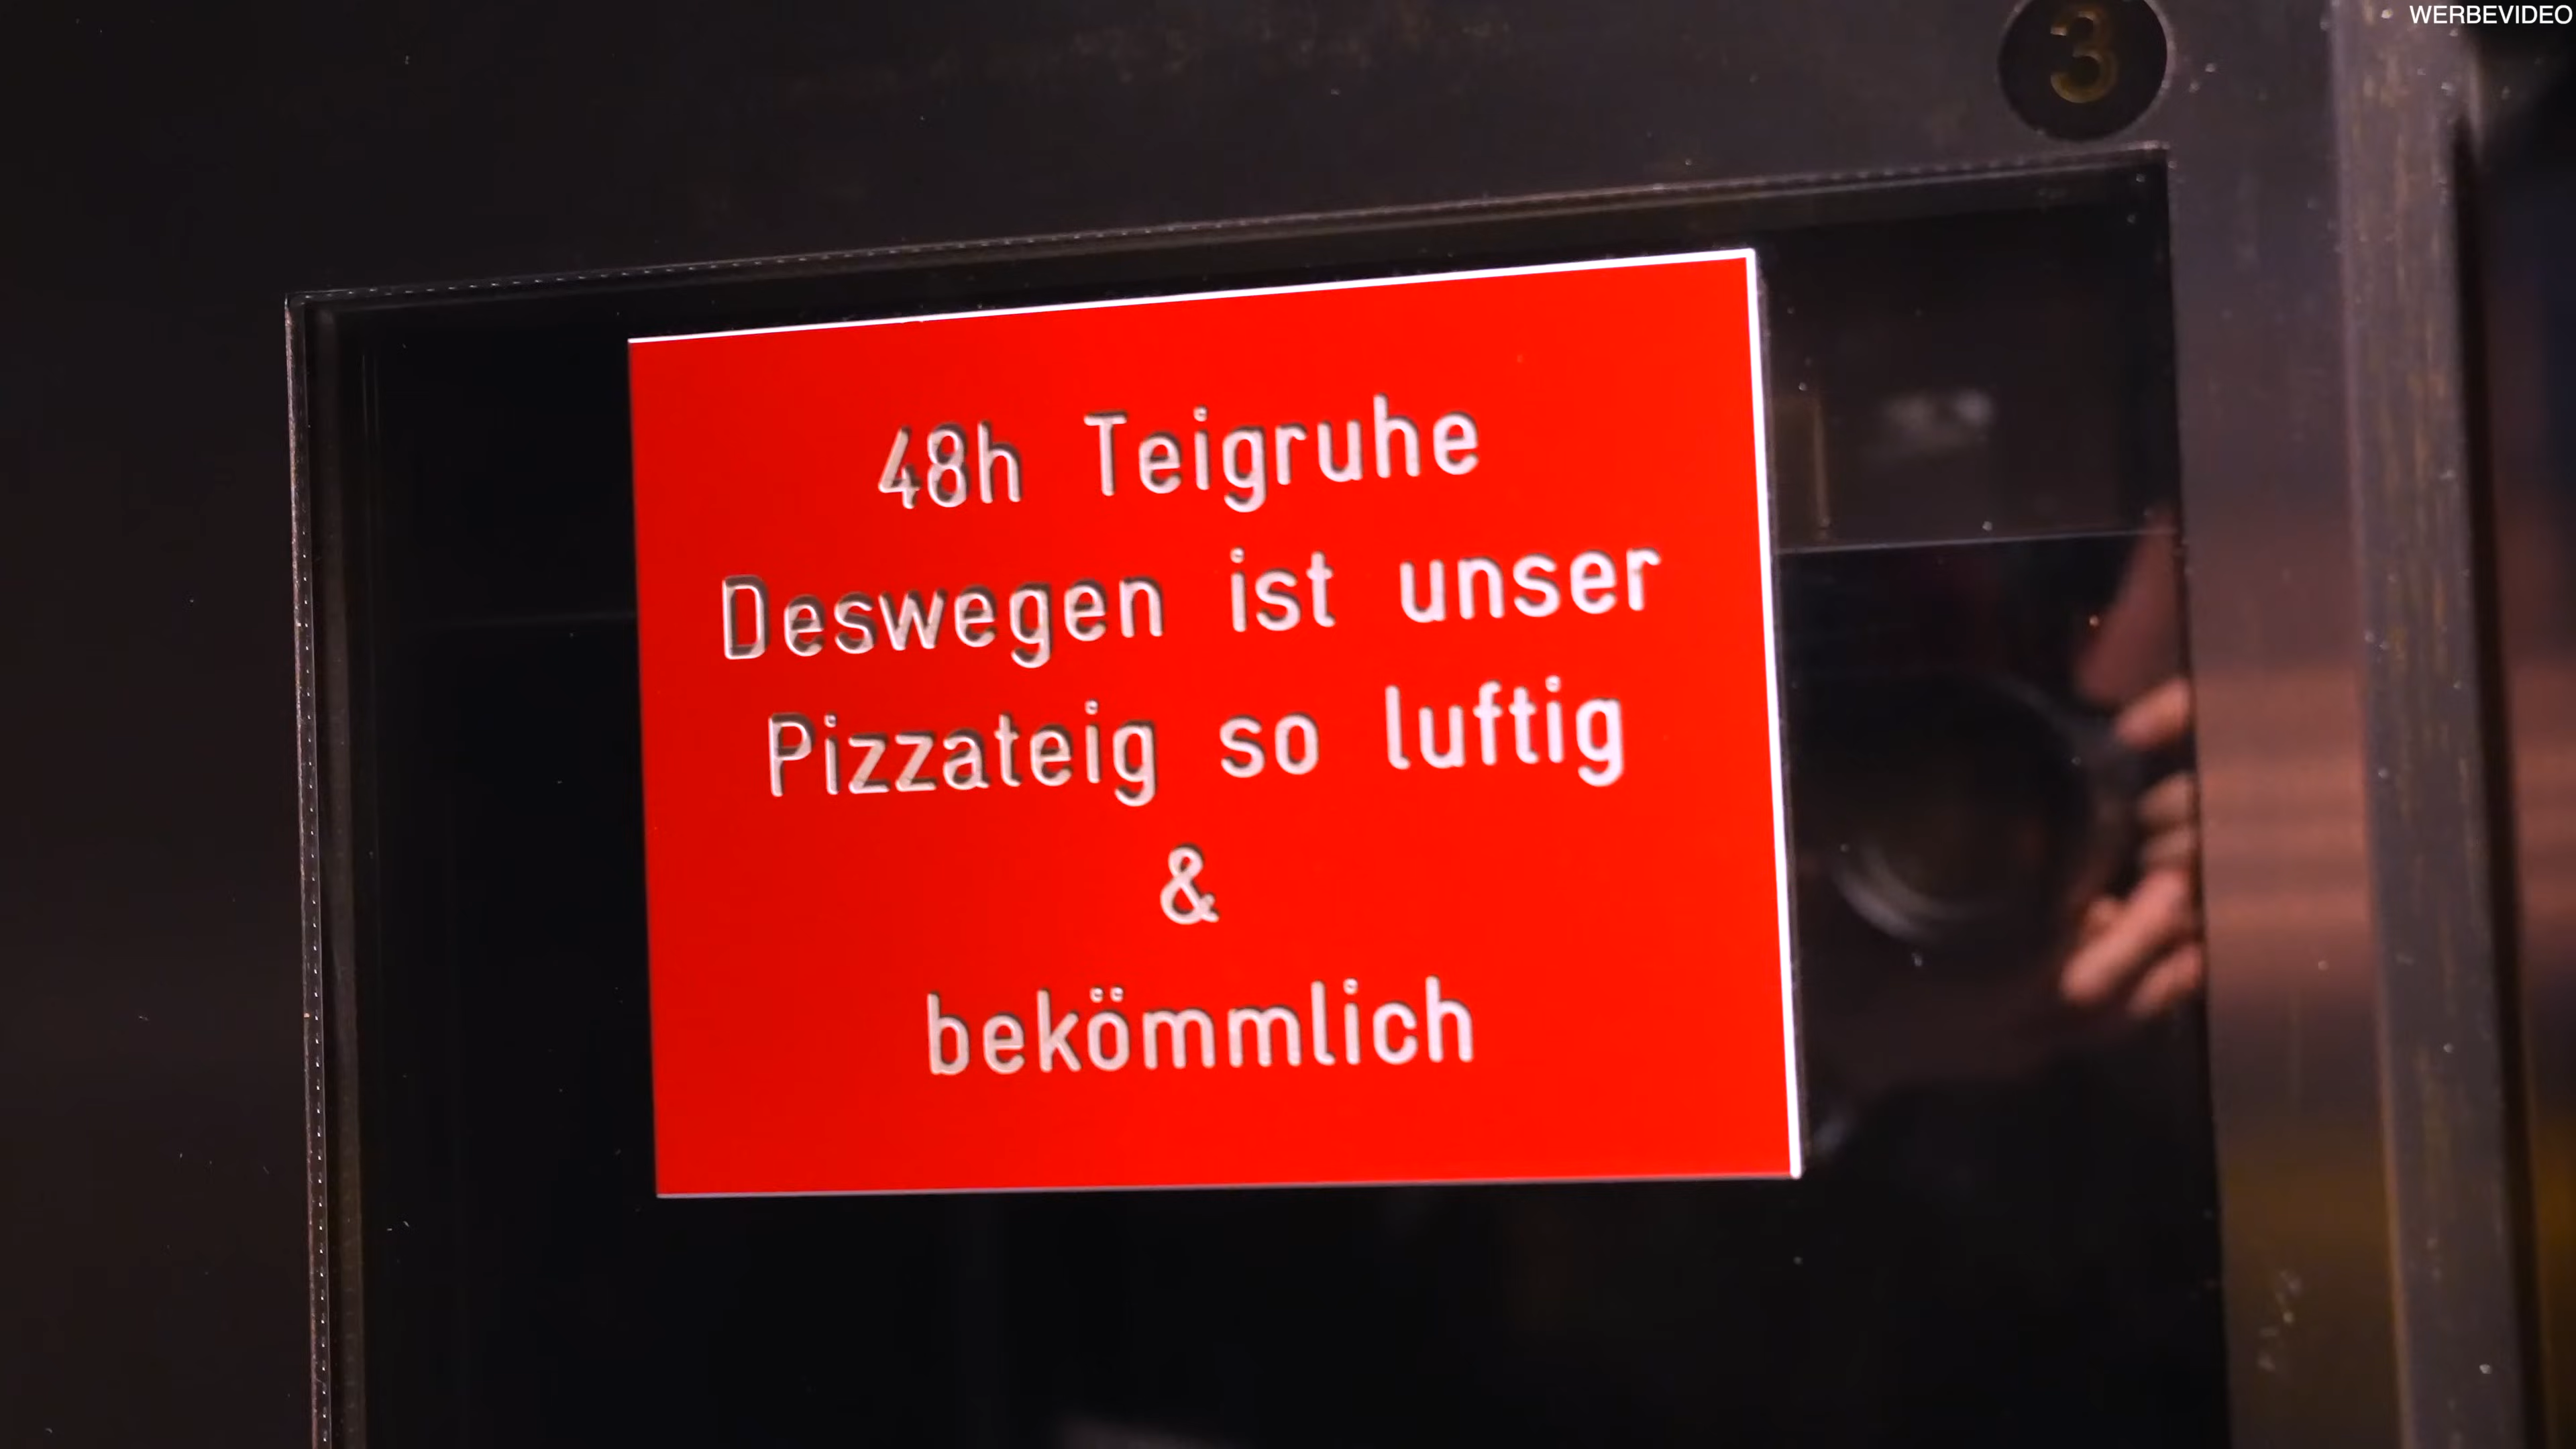 WERBEVIDEO
3
48h Teigruhe
Deswegen ist unser
Pizzateig so luftig
&
bekömmlich